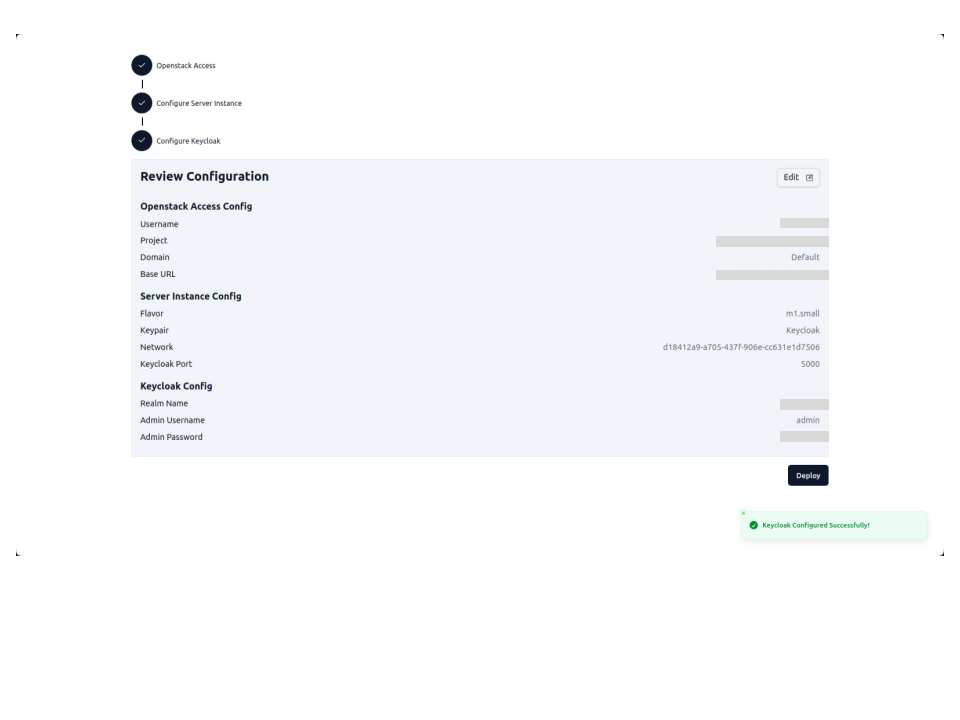 Openstack Access
Configure Server Instance
Configure Keycloak
Review Configuration
Edit
Openstack Access Config
Username
Project
Domain Default
Base URL
Server Instance Config
Flavor m1.small
Keypair Keycloak
Network d18412a9-a705-437f-906e-cc631e1d7506
Keycloak Port 5000
Keycloak Config
Realm Name
Admin Username admin
Admin Password
Deploy
Keycloak Configured Successfully!